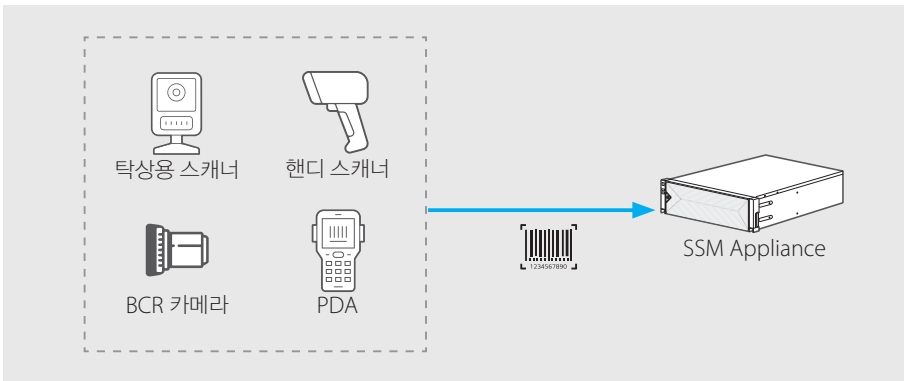 탁상용 스캐너
핸디 스캐너
BCR 카메라
PDA
1234567890
SSM Appliance